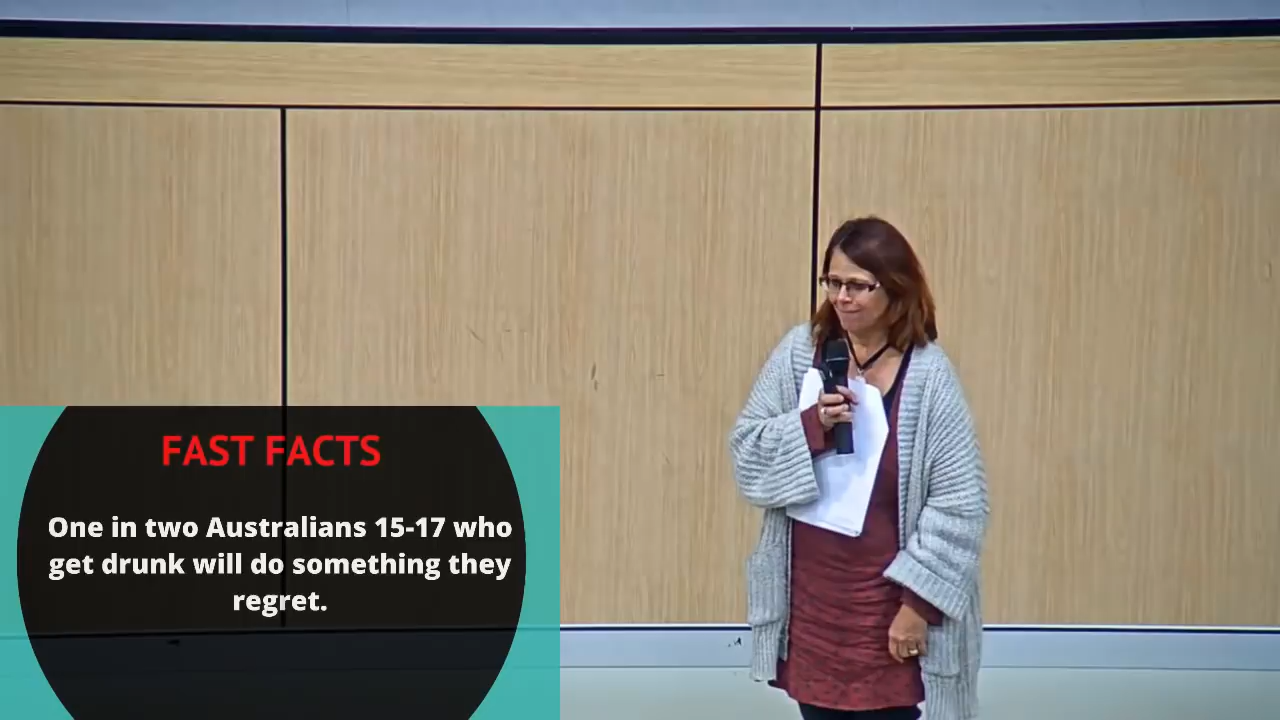 FAST FACTS
One in two Australians 15-17 who
get drunk will do something they
regret.